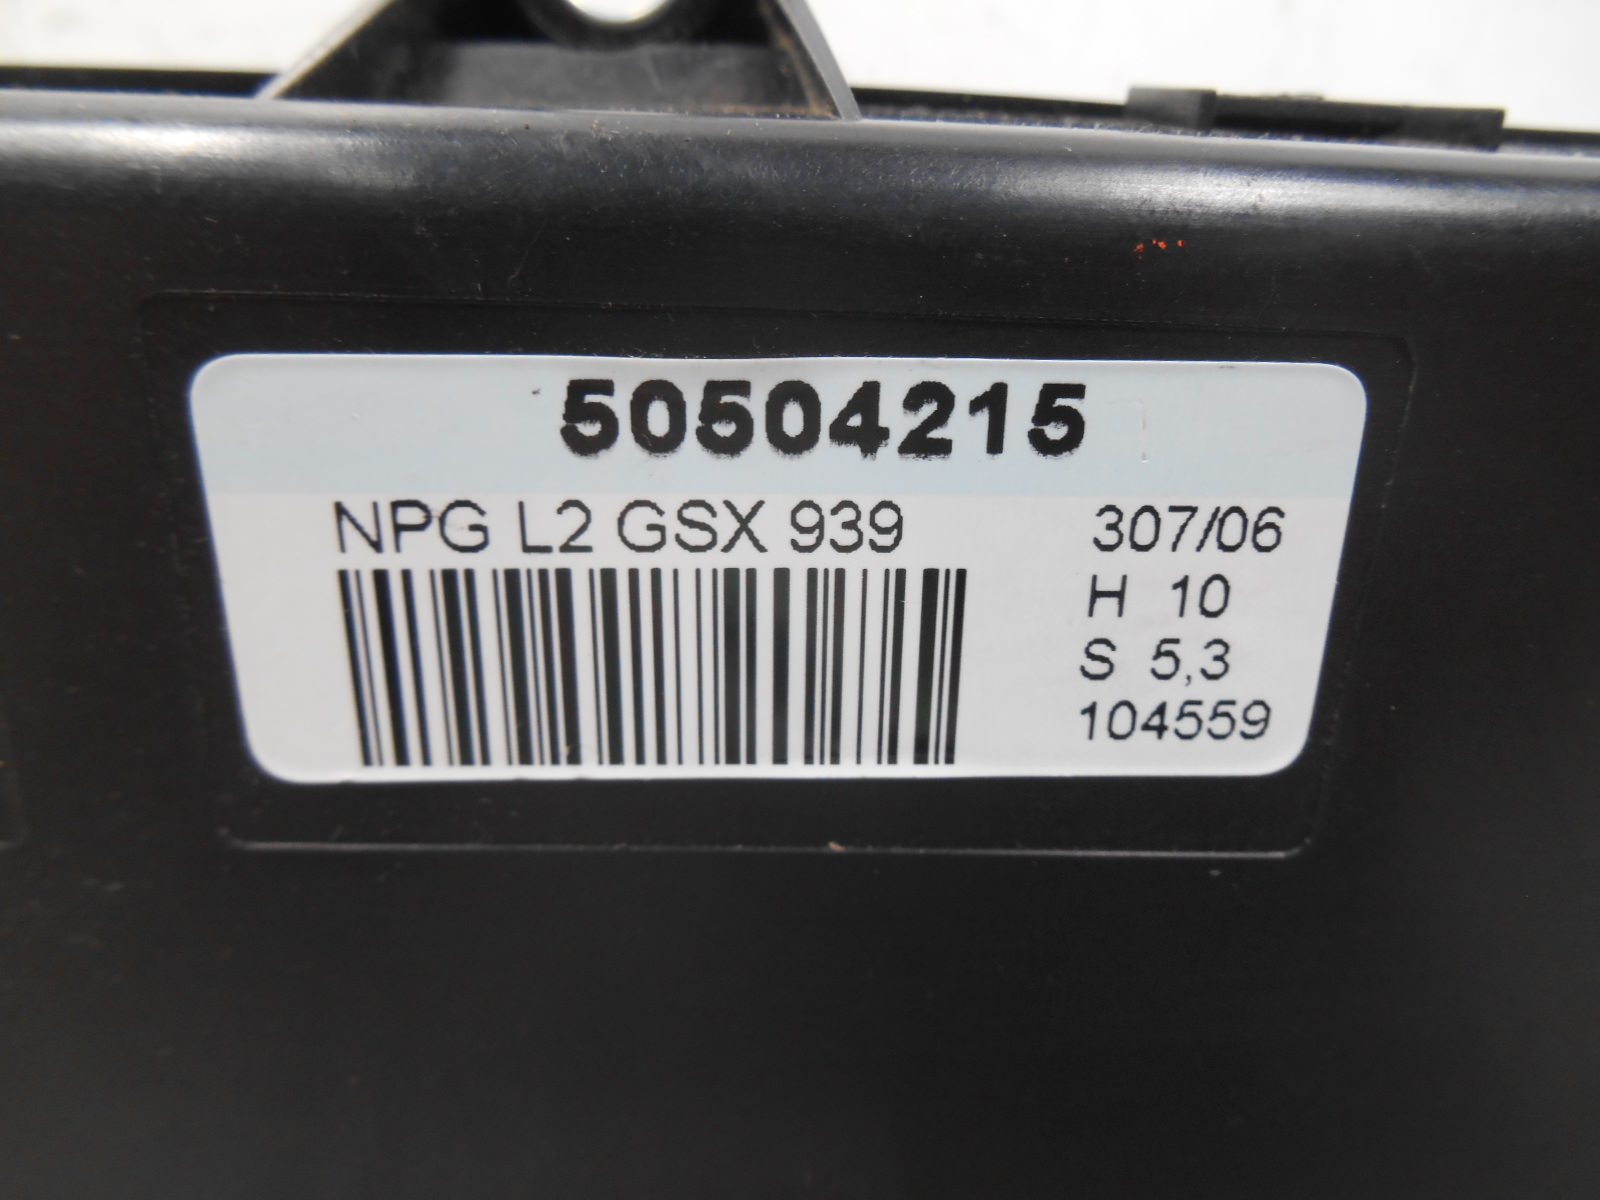 50504215
NPG L2 GSX 939 307/06
H 10
S 5,3
104559